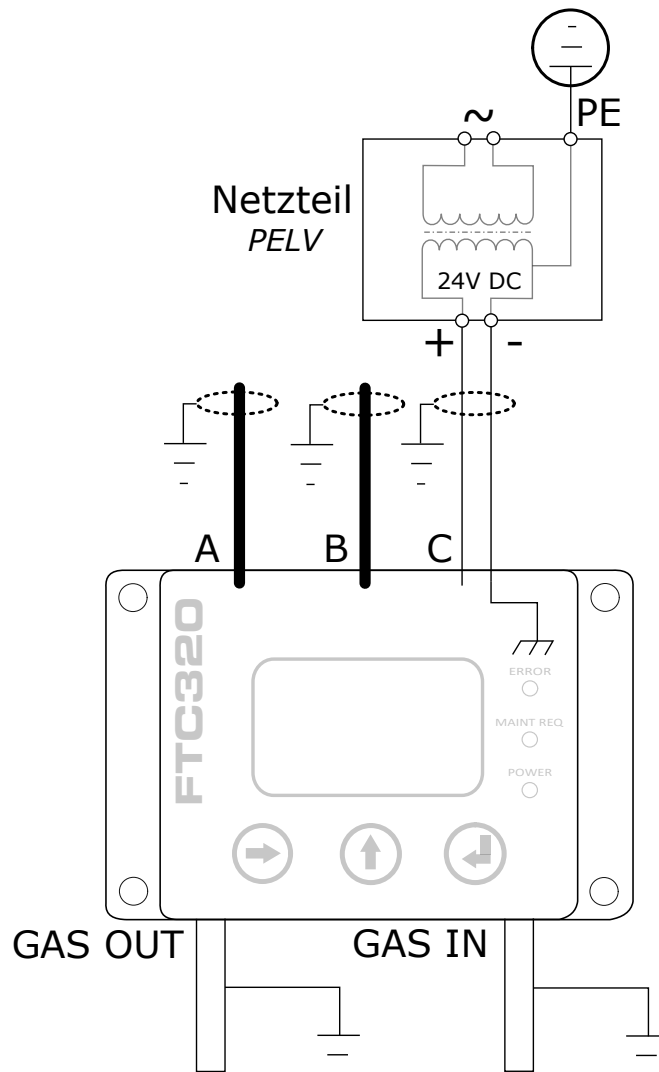 PE
~
Netzteil
PELV
24V DC
+ -
A B C
FTC320
ERROR
MAINT REQ
POWER
GAS OUT GAS IN